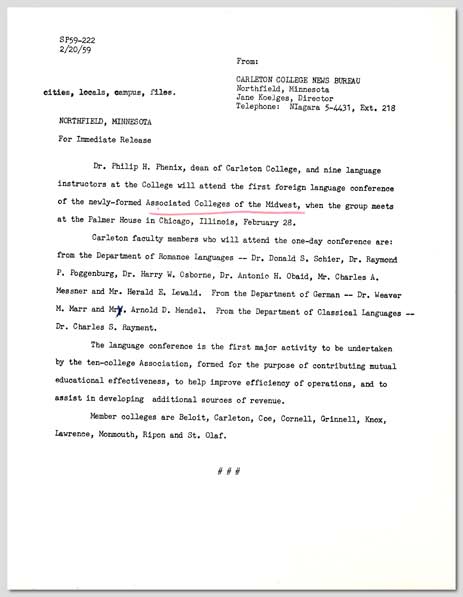 SP59-222
2/20/59
From:
CARLETON COLLEGE NEWS BUREAU
Northfield, Minnesota
Jane Koelges, Director
Telephone: NIagara 5-4431, Ext. 218
cities, locals, campus, files.
NORTHFIELD, MINNESOTA
For Immediate Release
Dr. Philip H. Phenix, dean of Carleton College, and nine language
instructors at the College will attend the first foreign language conference
of the newly-formed Associated Colleges of the Midwest, when the group meets
at the Palmer House in Chicago, Illinois, February 28.
Carleton faculty members who will attend the one-day conference are:
from the Department of Romance Languages -- Dr. Donald S. Schier, Dr. Raymond
P. Poggenburg, Dr. Harry W. Osborne, Dr. Antonio H. Obaid, Mr. Charles A.
Messner and Mr. Herald E. Lewald. From the Department of German -- Dr. Weaver
M. Marr and Mr. Arnold D. Mendel. From the Department of Classical Languages --
Dr. Charles S. Rayment.
The language conference is the first major activity to be undertaken
by the ten-college Association, formed for the purpose of contributing mutual
educational effectiveness, to help improve efficiency of operations, and to
assist in developing additional sources of revenue.
Member colleges are Beloit, Carleton, Coe, Cornell, Grinnell, Knox,
Lawrence, Monmouth, Ripon and St. Olaf.
# # #